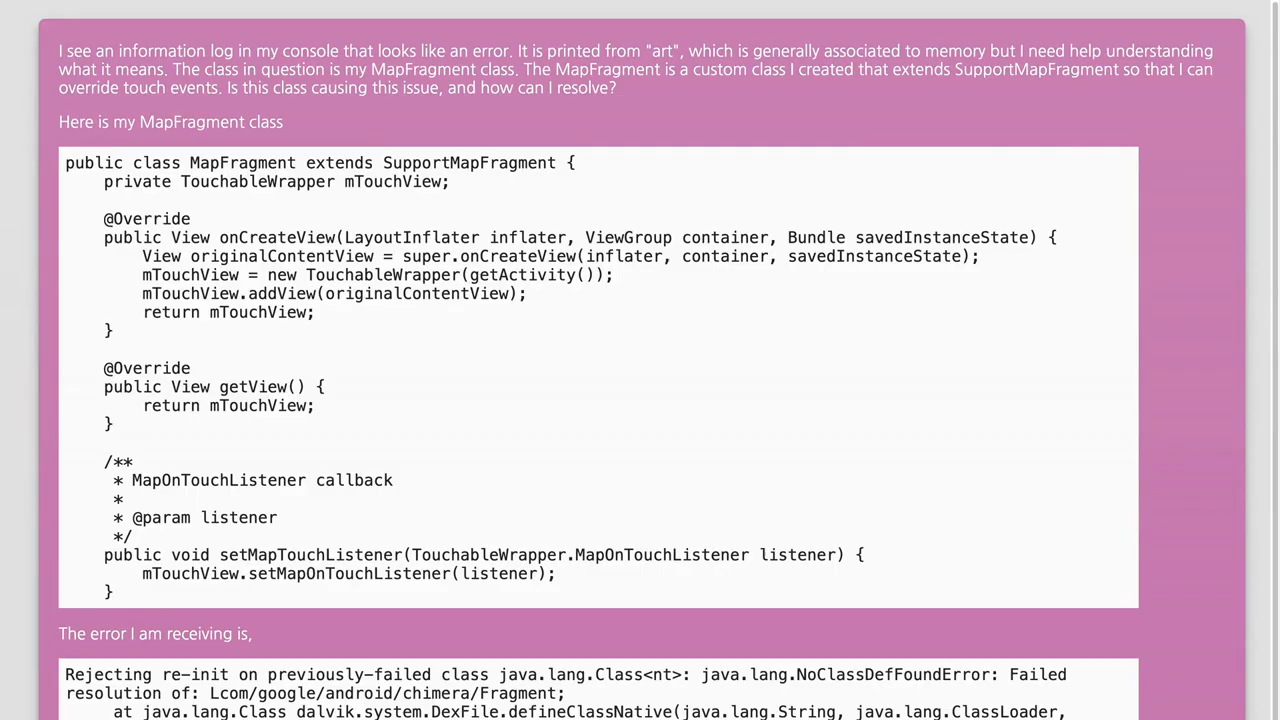 I see an information log in my console that looks like an error. It is printed from "art", which is generally associated to memory but I need help understanding
what it means. The class in question is my MapFragment class. The MapFragment is a custom class I created that extends SupportMapFragment so that I can
override touch events. Is this class causing this issue, and how can I resolve?
Here is my MapFragment class
public class MapFragment extends SupportMapFragment {
    private TouchableWrapper mTouchView;
    @Override
    public View onCreateView(LayoutInflater inflater, ViewGroup container, Bundle savedInstanceState) {
        View originalContentView = super.onCreateView(inflater, container, savedInstanceState);
        mTouchView = new TouchableWrapper(getActivity());
        mTouchView.addView(originalContentView);
        return mTouchView;
    }
    @Override
    public View getView() {
        return mTouchView;
    }
    /**
     * MapOnTouchListener callback
     *
     * @param listener
     */
    public void setMapTouchListener(TouchableWrapper.MapOnTouchListener listener) {
        mTouchView.setMapOnTouchListener(listener);
    }
The error I am receiving is,
Rejecting re-init on previously-failed class java.lang.Class<nt>: java.lang.NoClassDefFoundError: Failed
resolution of: Lcom/google/android/chimera/Fragment;
     at java.lang.Class dalvik.system.DexFile.defineClassNative(java.lang.String, java.lang.ClassLoader,